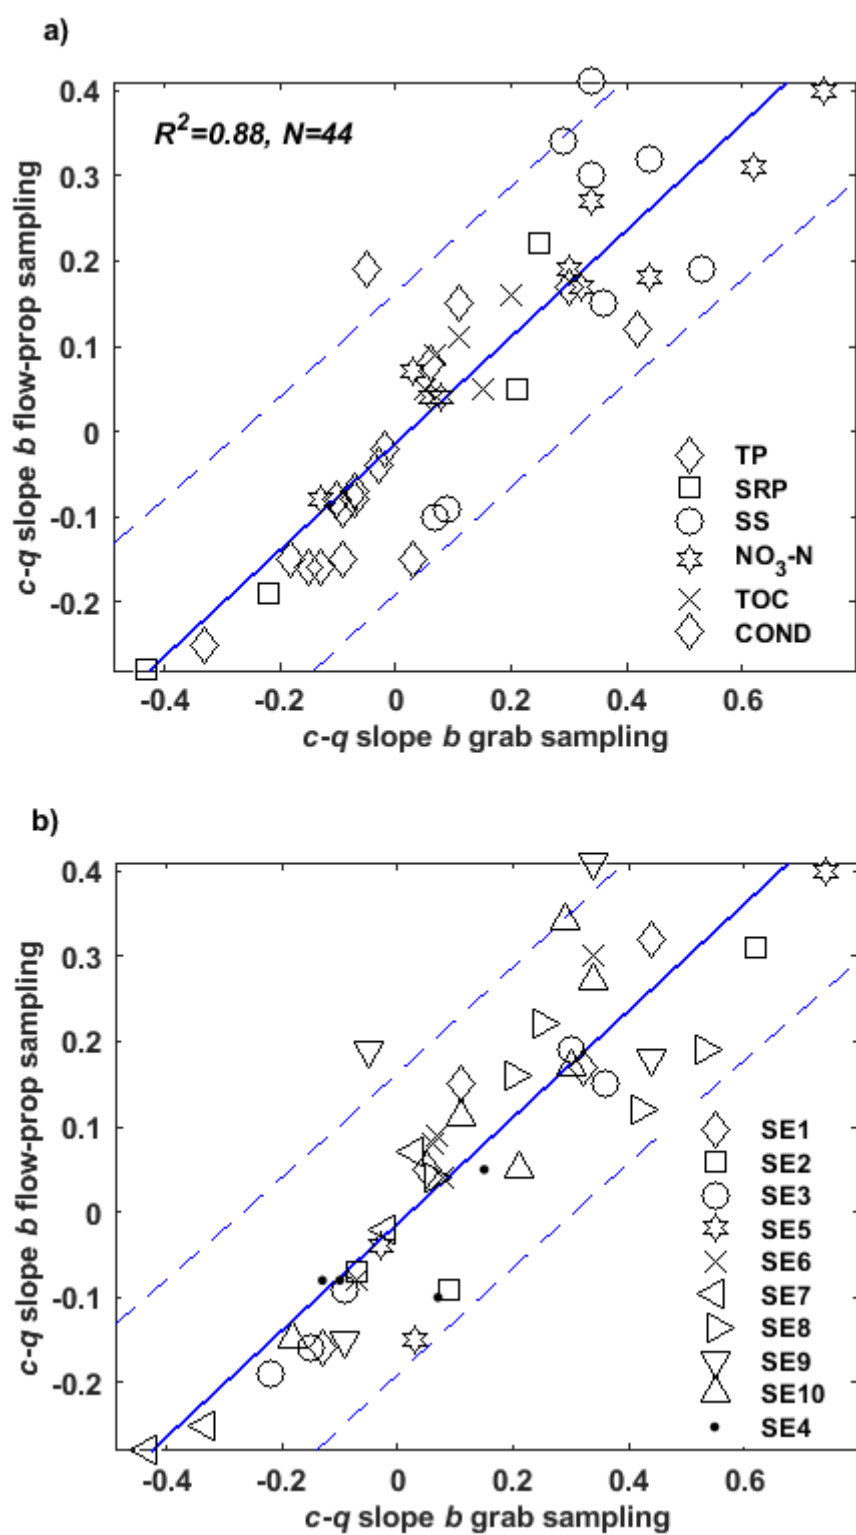 a)
R²=0.88, N=44
0.4
0.3
0.2
0.1
0
-0.1
-0.2
c-q slope b flow-prop sampling
TP
SRP
SS
NO₃-N
TOC
COND
-0.4 -0.2 0 0.2 0.4 0.6
c-q slope b grab sampling
b)
0.4
0.3
0.2
0.1
0
-0.1
-0.2
c-q slope b flow-prop sampling
SE1
SE2
SE3
SE5
SE6
SE7
SE8
SE9
SE10
SE4
-0.4 -0.2 0 0.2 0.4 0.6
c-q slope b grab sampling